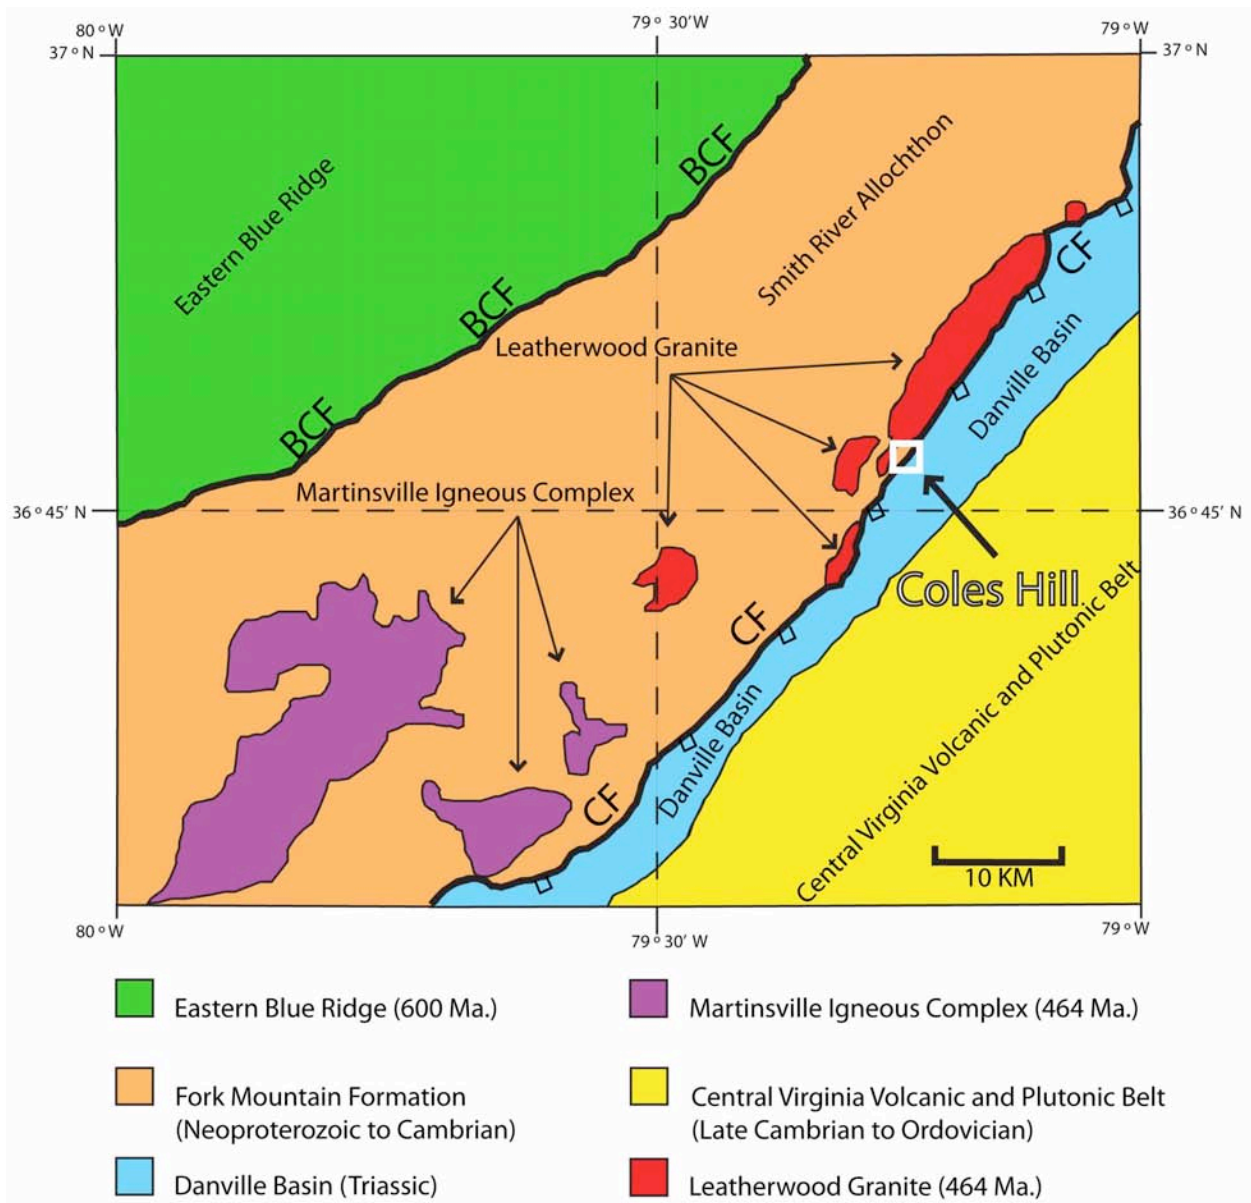 80°W
79° 30'W
79°W
37°N
37°N
Eastern Blue Ridge
BCF
Smith River Allochthon
BCF
CF
Leatherwood Granite
Danville Basin
BCF
Martinsville Igneous Complex
36°45' N
36°45' N
Coles Hill
CF
Danville Basin
Central Virginia Volcanic and Plutonic Belt
CF
10 KM
80°W
79°30' W
79°W
Eastern Blue Ridge (600 Ma.)
Martinsville Igneous Complex (464 Ma.)
Fork Mountain Formation
(Neoproterozoic to Cambrian)
Central Virginia Volcanic and Plutonic Belt
(Late Cambrian to Ordovician)
Danville Basin (Triassic)
Leatherwood Granite (464 Ma.)